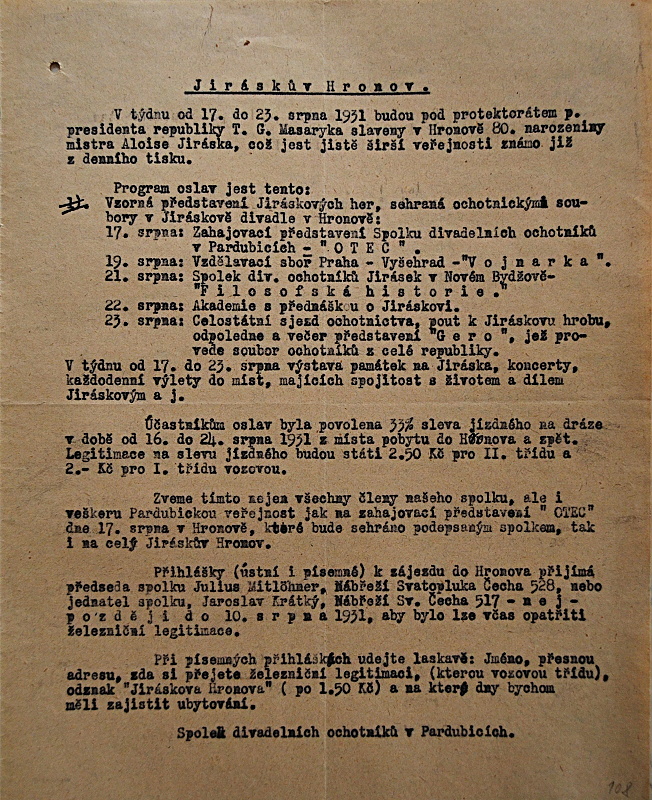 Jiráskův Hronov.
V týdnu od 17. do 23. srpna 1931 budou pod protektorátem p.
presidenta republiky T. G. Masaryka slaveny v Hronově 80. narozeniny
mistra Aloise Jiráska, což jest jistě širší veřejnosti známo již
z denního tisku.
Program oslav jest tento:
Vzorná představení Jiráskových her, sehraná ochotnickými sou-
bory v Jiráskově divadle v Hronově:
17. srpna: Zahajovací představení Spolku divadelních ochotníků
v Pardubicích - "OTEC".
19. srpna: Vzdělávací sbor Praha - Vyšehrad - "Vojnarka".
21. srpna: Spolek div. ochotníků Jirásek v Novém Bydžově-
"Filosofská historie."
22. srpna: Akademie s přednáškou o Jiráskovi.
23. srpna: Celostátní sjezd ochotnictva, pout k Jiráskovu hrobu,
odpoledne a večer představení "Gero", jež pro-
vede soubor ochotníků z celé republiky.
V týdnu od 17. do 23. srpna výstava památek na Jiráska, koncerty,
každodenní výlety do míst, majících spojitost s životem a dílem
Jiráskovým a j.
Účastníkům oslav byla povolena 33% sleva jízdného na dráze
v době od 16. do 24. srpna 1931 z místa pobytu do Hronova a zpět.
Legitimace na slevu jízdného budou státi 2.50 Kč pro II. třídu a
2.- Kč pro I. třídu vozovou.
Zveme tímto nejen všechny členy našeho spolku, ale i
veškeru Pardubickou veřejnost jak na zahajovací představení "OTEC"
dne 17. srpna v Hronově, které bude sehráno podepsaným spolkem, tak
i na celý Jiráskův Hronov.
Přihlášky (ústní i písemné) k zájezdu do Hronova přijímá
předseda spolku Julius Mitlöhner, Nábřeží Svatopluka Čecha 528, nebo
jednatel spolku, Jaroslav Krátký, Nábřeží Sv. Čecha 517 - nej-
později do 10. srpna 1931, aby bylo lze včas opatřiti
železniční legitimace.
Při písemných přihláškách udejte laskavě: Jméno, přesnou
adresu, zda si přejete železniční legitimaci, (kterou vozovou třídu),
odznak "Jiráskova Hronova" ( po 1.50 Kč) a na které dny bychom
měli zajistit ubytování.
Spolek divadelních ochotníků v Pardubicích.
108